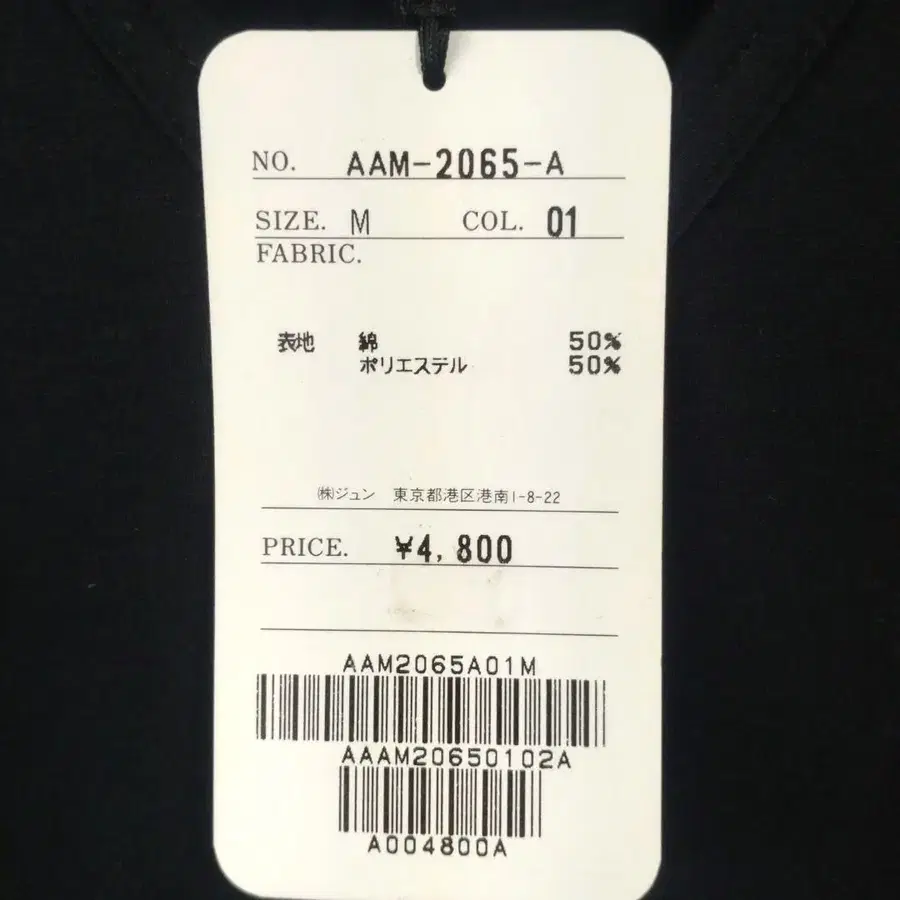 NO. AAM-2065-A
SIZE. M COL. 01
FABRIC.
表地 綿 50%
ポリエステル 50%
㈱ジュン 東京都港区港南1-8-22
PRICE. ¥4,800
AAM2065A01M
AAAM20650102A
A004800A